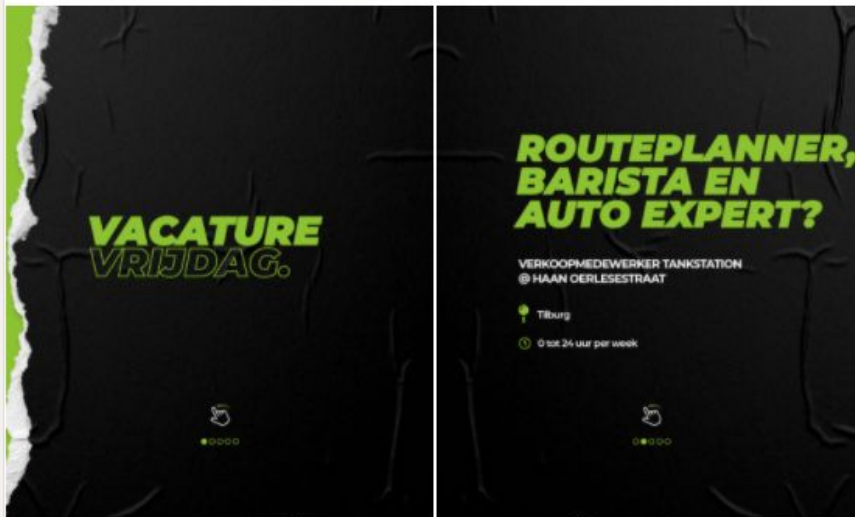 VACATURE
VRIJDAG.
ROUTEPLANNER,
BARISTA EN
AUTO EXPERT?
VERKOOPMEDEWERKER TANKSTATION
@ HAAN OERLESESTRAAT
Tilburg
0 tot 24 uur per week